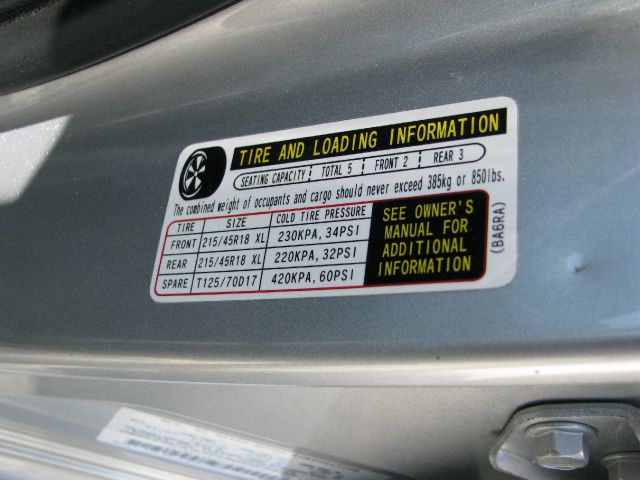 TIRE AND LOADING INFORMATION
SEATING CAPACITY TOTAL 5 FRONT 2 REAR 3
The combined weight of occupants and cargo should never exceed 385kg or 850lbs.
TIRE SIZE COLD TIRE PRESSURE
FRONT 215/45R18 XL 230KPA, 34PSI
REAR 215/45R18 XL 220KPA, 32PSI
SPARE T125/70D17 420KPA, 60PSI
SEE OWNER'S
MANUAL FOR
ADDITIONAL
INFORMATION
(BA6RA)